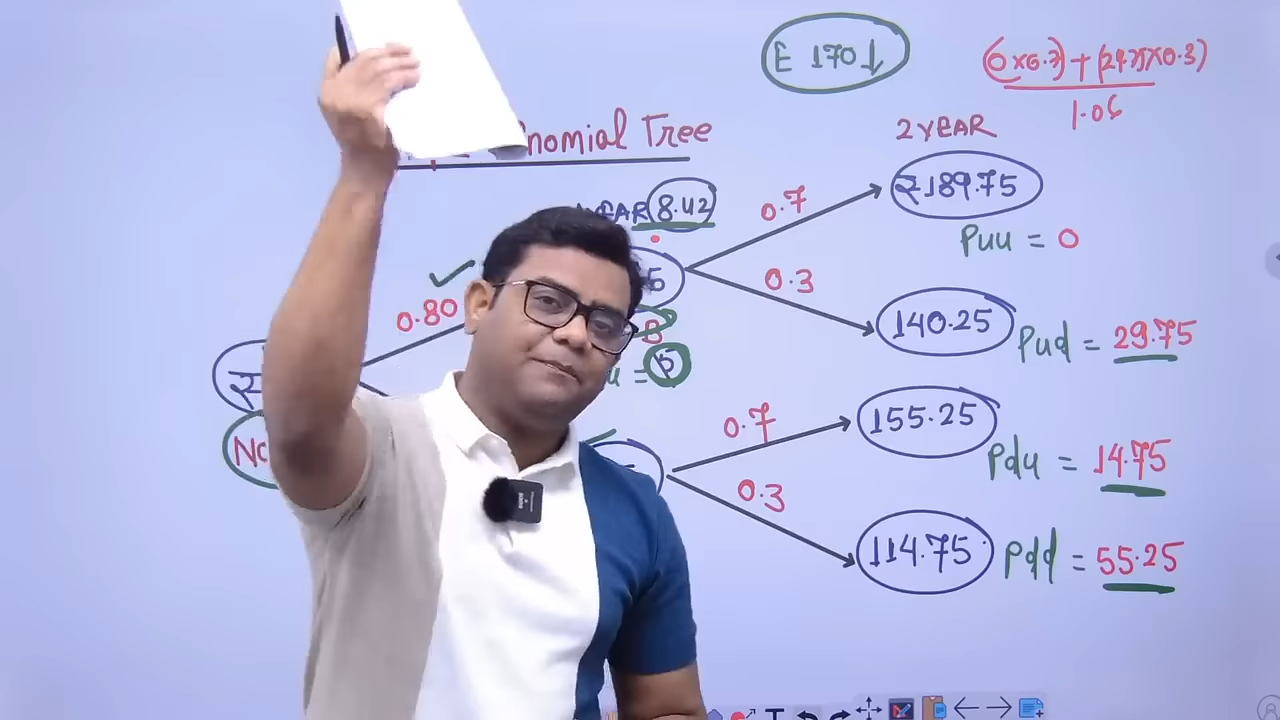 E 170
(0×0.7)+(29.75×0.3)
1.06
nomial Tree
2YEAR
YEAR 8.42
₹189.75
0.7
Puu = 0
0.3
0.80
140.25
Pud = 29.75
155.25
0.7
Pdu = 14.75
0.3
114.75
Pdd = 55.25